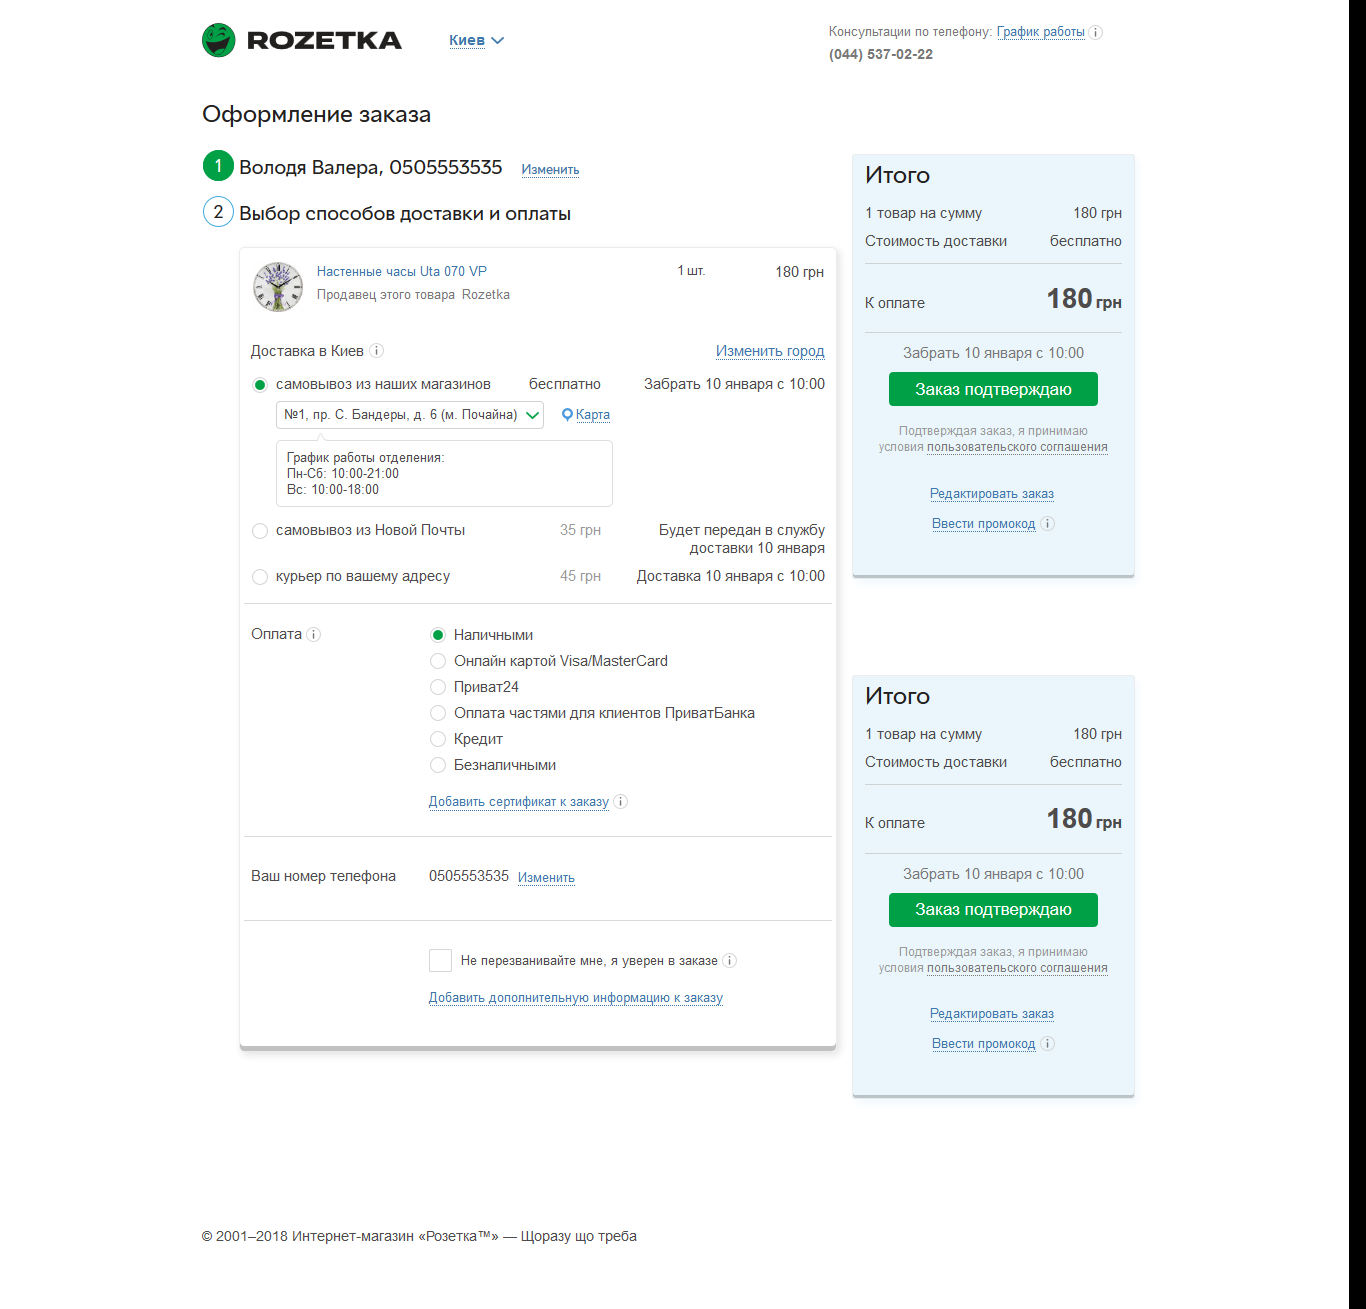 ROZETKA
Киев
Консультации по телефону: График работы
(044) 537-02-22
Оформление заказа
1 Володя Валера, 0505553535 Изменить
2 Выбор способов доставки и оплаты
Настенные часы Uta 070 VP 1 шт. 180 грн
Продавец этого товара Rozetka
Доставка в Киев i Изменить город
самовывоз из наших магазинов бесплатно Забрать 10 января с 10:00
№1, пр. С. Бандеры, д. 6 (м. Почайна) Карта
График работы отделения:
Пн-Сб: 10:00-21:00
Вс: 10:00-18:00
самовывоз из Новой Почты 35 грн Будет передан в службу
доставки 10 января
курьер по вашему адресу 45 грн Доставка 10 января с 10:00
Оплата i
Наличными
Онлайн картой Visa/MasterCard
Приват24
Оплата частями для клиентов ПриватБанка
Кредит
Безналичными
Добавить сертификат к заказу i
Ваш номер телефона 0505553535 Изменить
Не перезванивайте мне, я уверен в заказе i
Добавить дополнительную информацию к заказу
Итого
1 товар на сумму 180 грн
Стоимость доставки бесплатно
К оплате 180 грн
Забрать 10 января с 10:00
Заказ подтверждаю
Подтверждая заказ, я принимаю
условия пользовательского соглашения
Редактировать заказ
Ввести промокод i
Итого
1 товар на сумму 180 грн
Стоимость доставки бесплатно
К оплате 180 грн
Забрать 10 января с 10:00
Заказ подтверждаю
Подтверждая заказ, я принимаю
условия пользовательского соглашения
Редактировать заказ
Ввести промокод i
© 2001–2018 Интернет-магазин «Розетка™» — Щоразу що треба